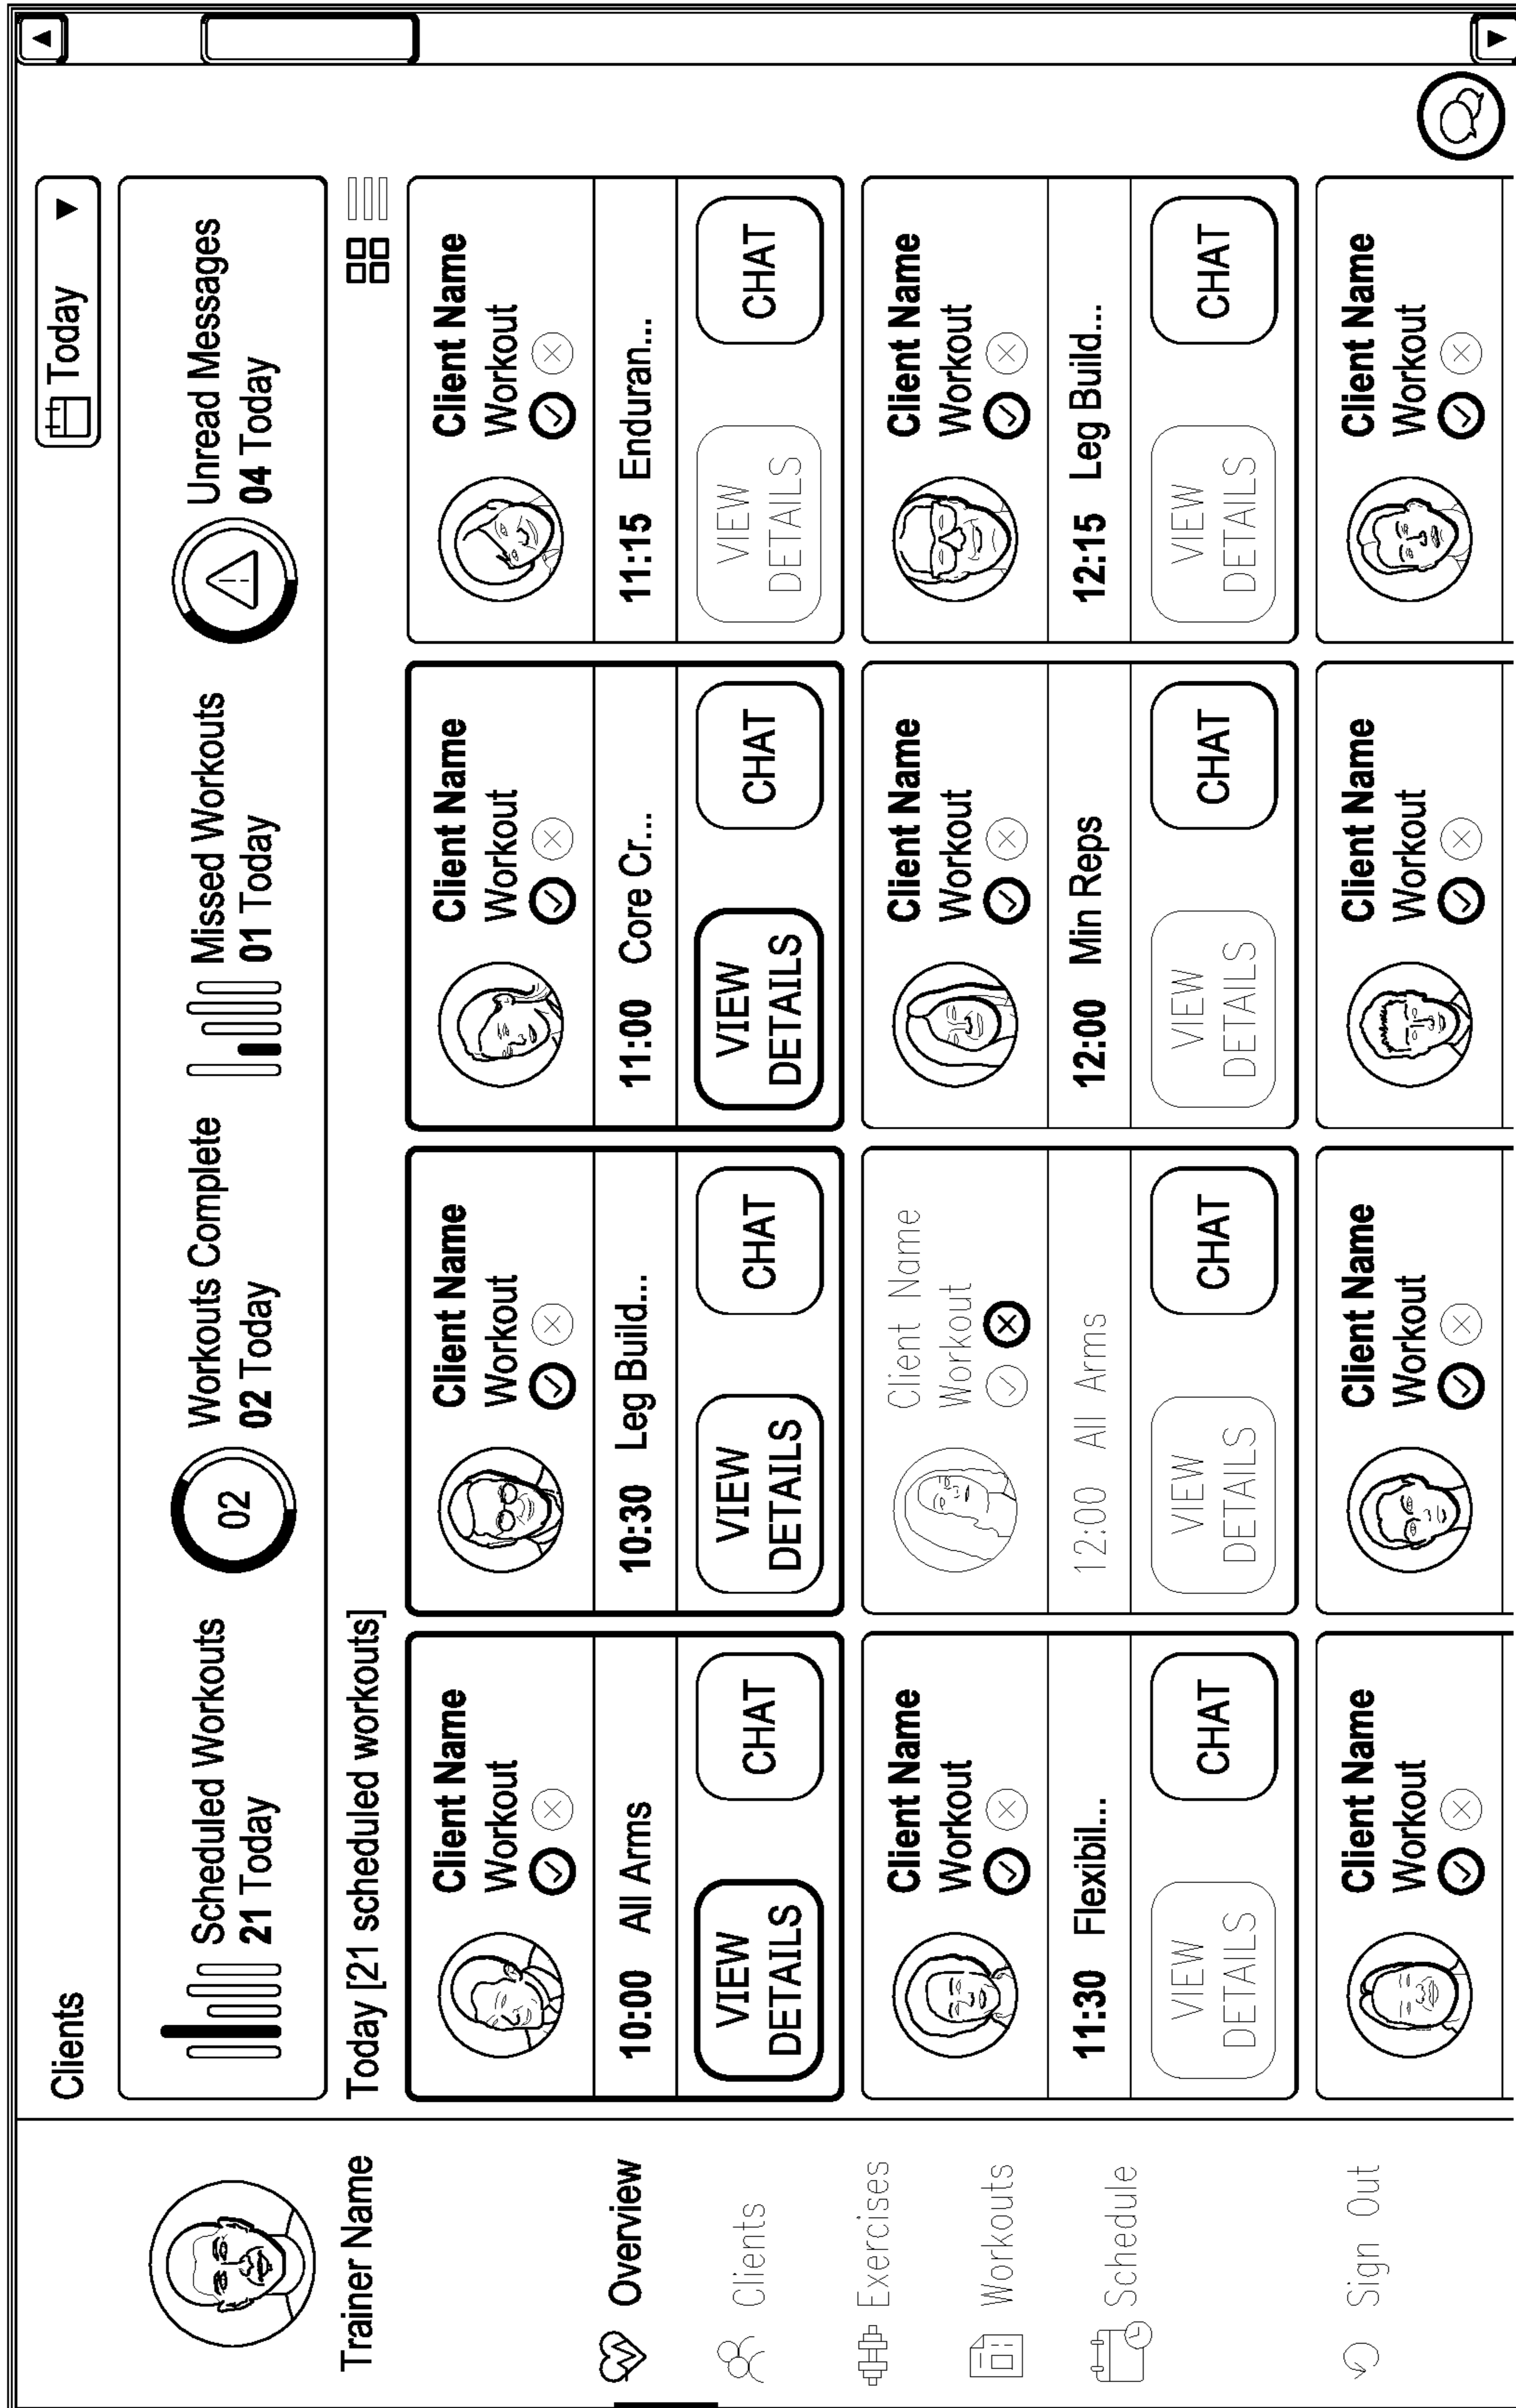 Trainer Name
Overview
Clients
Exercises
Workouts
Schedule
Sign Out
Clients
Today
Scheduled Workouts
21 Today
02
Workouts Complete
02 Today
Missed Workouts
01 Today
Unread Messages
04 Today
Today [21 scheduled workouts]
Client Name
Workout
10:00 All Arms
VIEW
DETAILS
CHAT
Client Name
Workout
10:30 Leg Build...
VIEW
DETAILS
CHAT
Client Name
Workout
11:00 Core Cr...
VIEW
DETAILS
CHAT
Client Name
Workout
11:15 Enduran...
VIEW
DETAILS
CHAT
Client Name
Workout
11:30 Flexibil...
VIEW
DETAILS
CHAT
Client Name
Workout
12:00 All Arms
VIEW
DETAILS
CHAT
Client Name
Workout
12:00 Min Reps
VIEW
DETAILS
CHAT
Client Name
Workout
12:15 Leg Build...
VIEW
DETAILS
CHAT
Client Name
Workout
Client Name
Workout
Client Name
Workout
Client Name
Workout